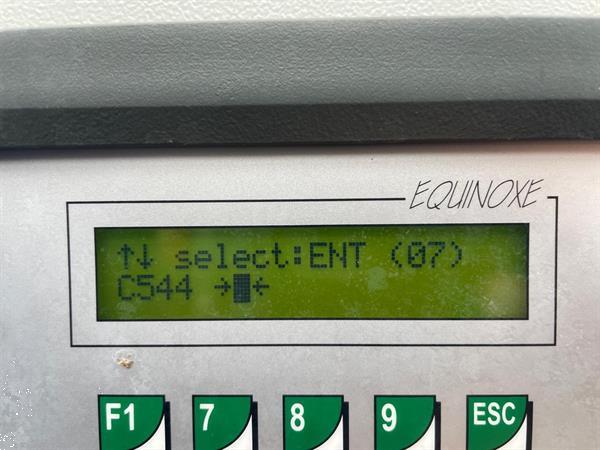 EQUINOXE
↑↓ select:ENT (07)
C544 →█←
F1 7 8 9 ESC